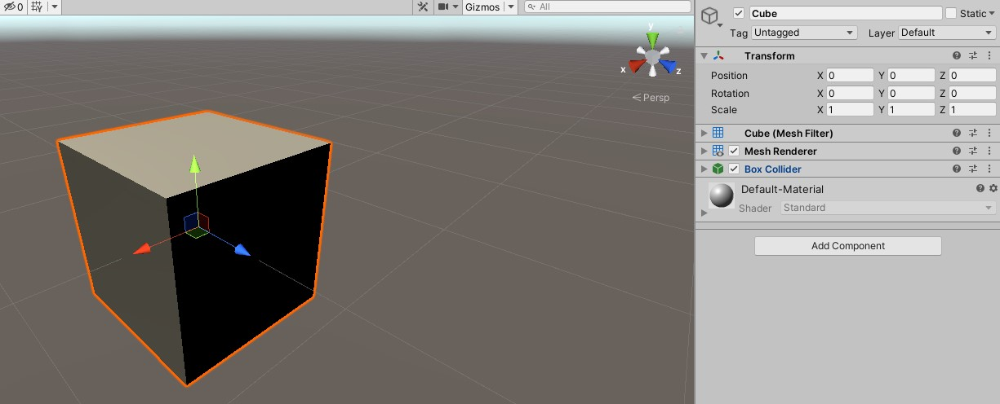 0
Gizmos
All
y
x
z
Persp
Cube
Static
Tag Untagged Layer Default
Transform
Position X 0 Y 0 Z 0
Rotation X 0 Y 0 Z 0
Scale X 1 Y 1 Z 1
Cube (Mesh Filter)
Mesh Renderer
Box Collider
Default-Material
Shader Standard
Add Component